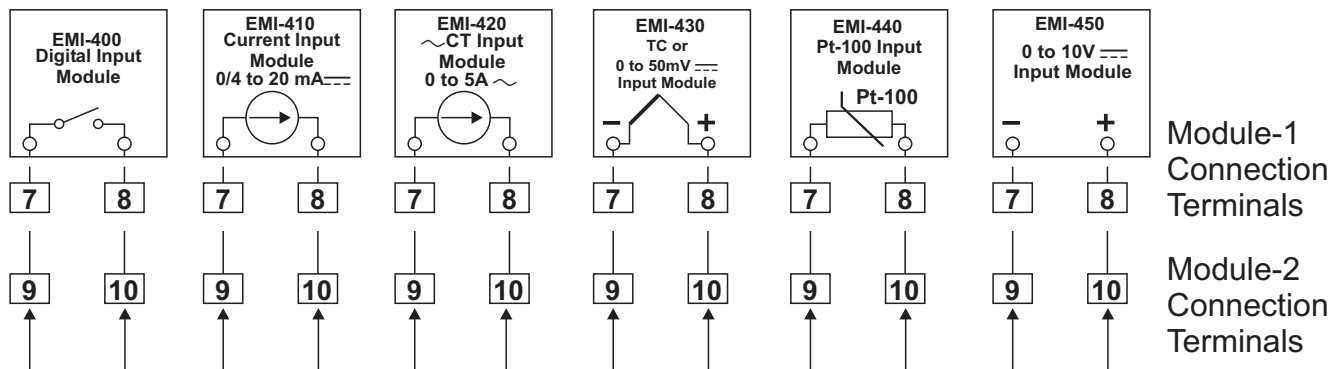 EMI-400
Digital Input
Module
EMI-410
Current Input
Module
0/4 to 20 mA⎓
EMI-420
～CT Input
Module
0 to 5A ～
EMI-430
TC or
0 to 50mV ⎓
Input Module
− +
EMI-440
Pt-100 Input
Module
Pt-100
EMI-450
0 to 10V ⎓
Input Module
− +
7 8 7 8 7 8 7 8 7 8 7 8
Module-1
Connection
Terminals
9 10 9 10 9 10 9 10 9 10 9 10
Module-2
Connection
Terminals